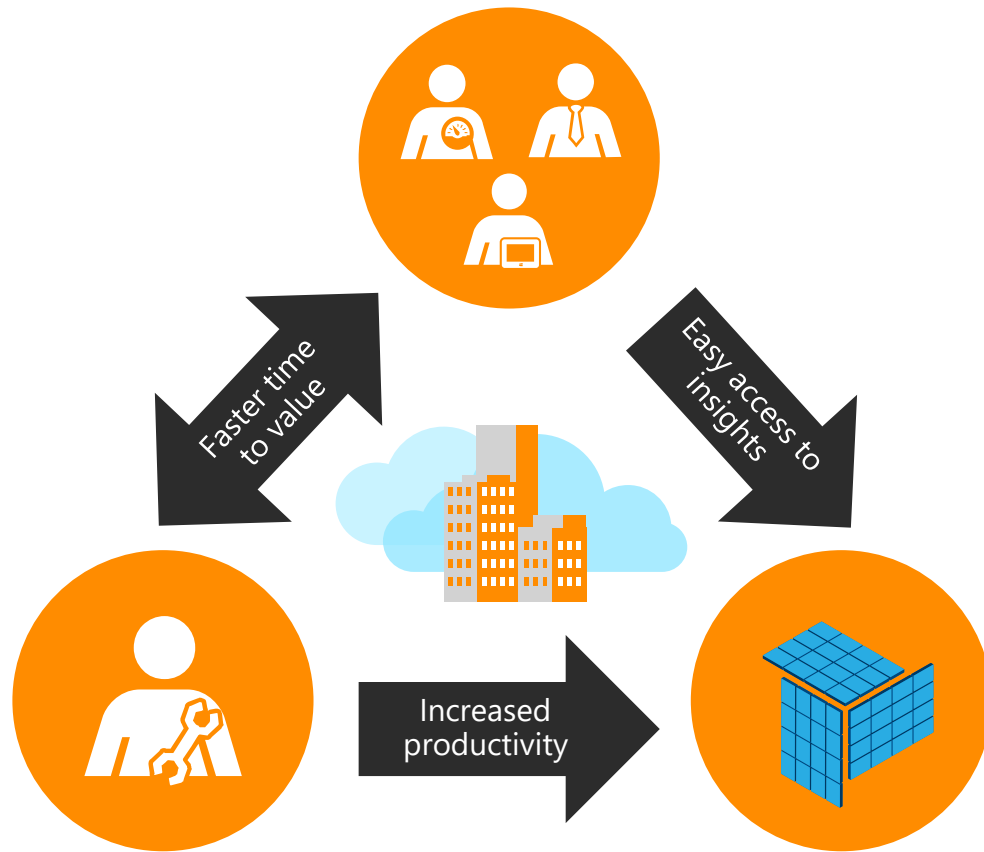 Faster time
to value
Easy access to
insights
Increased
productivity